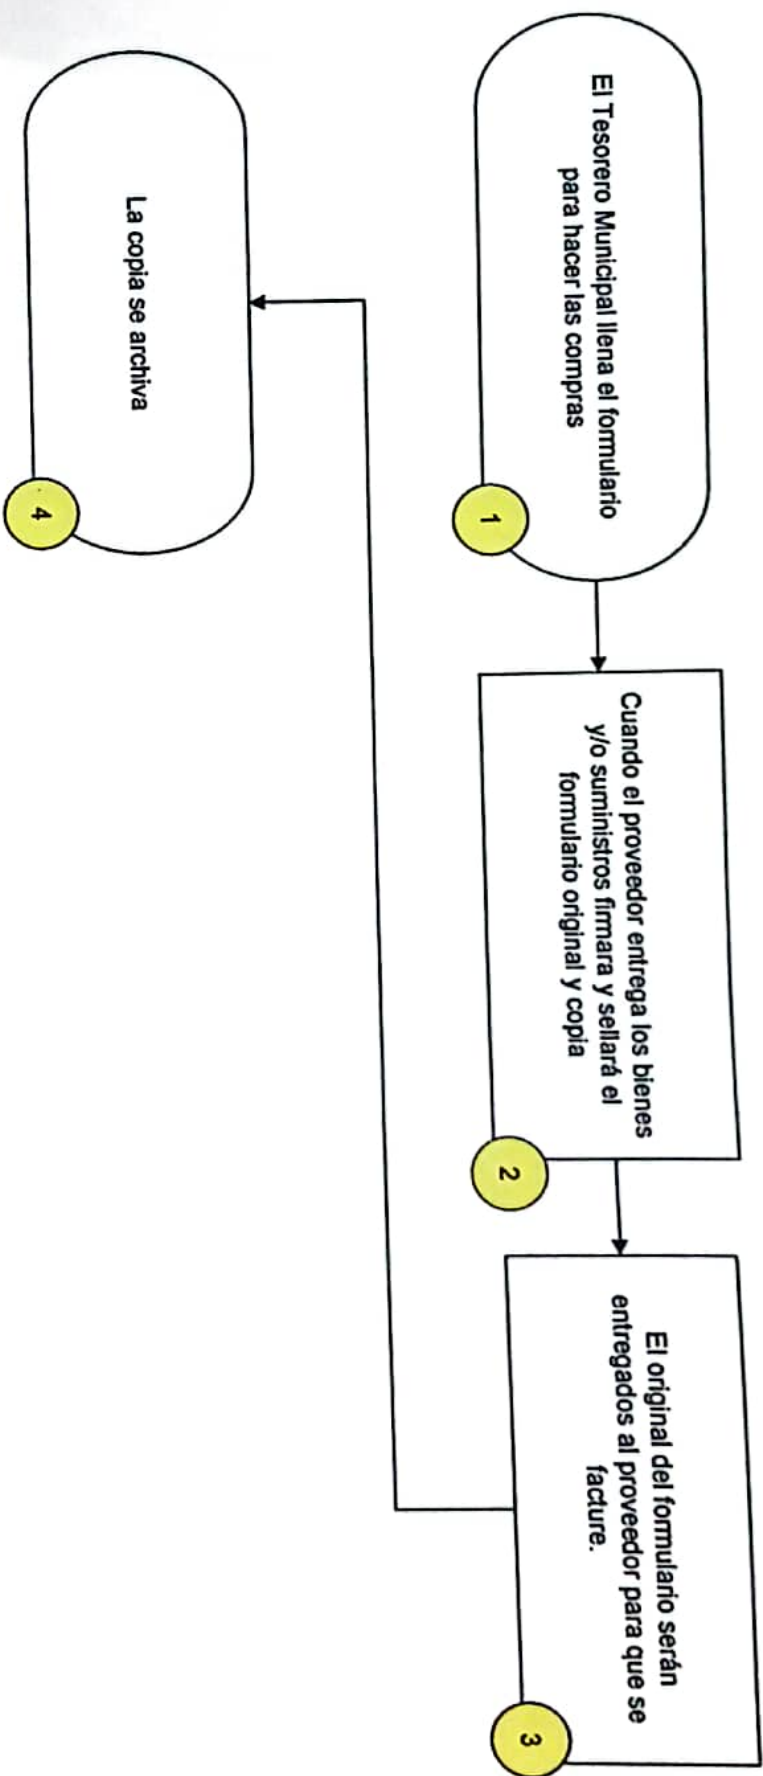 El Tesorero Municipal llena el formulario
para hacer las compras
1
Cuando el proveedor entrega los bienes
y/o suministros firmara y sellará el
formulario original y copia
2
El original del formulario serán
entregados al proveedor para que se
facture.
3
La copia se archiva
4